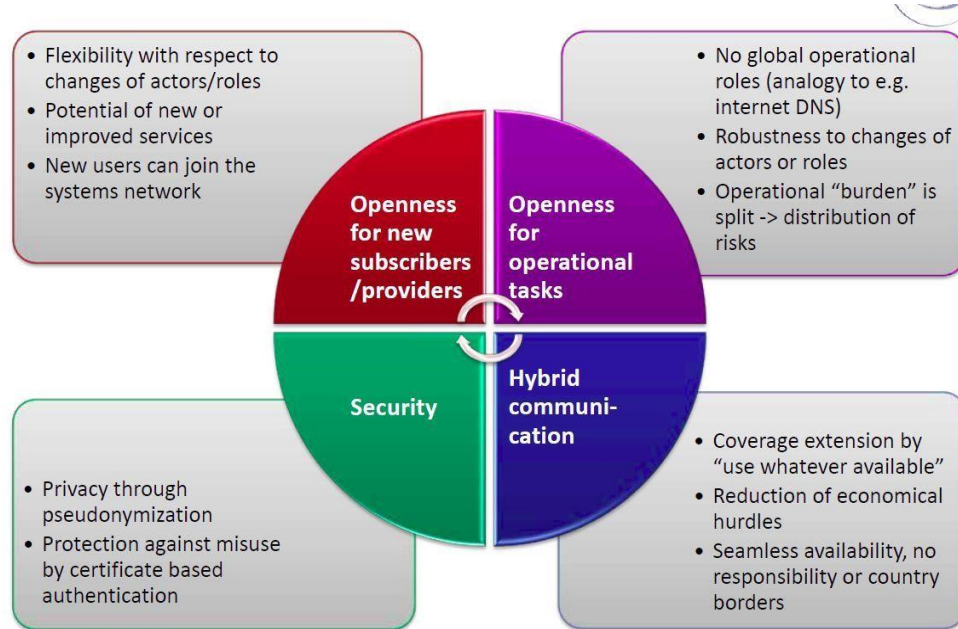 • Flexibility with respect to
changes of actors/roles
• Potential of new or
improved services
• New users can join the
systems network
• No global operational
roles (analogy to e.g.
internet DNS)
• Robustness to changes of
actors or roles
• Operational “burden” is
split -> distribution of
risks
Openness
for new
subscribers
/providers
Openness
for
operational
tasks
Security
Hybrid
communi-
cation
• Privacy through
pseudonymization
• Protection against misuse
by certificate based
authentication
• Coverage extension by
“use whatever available”
• Reduction of economical
hurdles
• Seamless availability, no
responsibility or country
borders